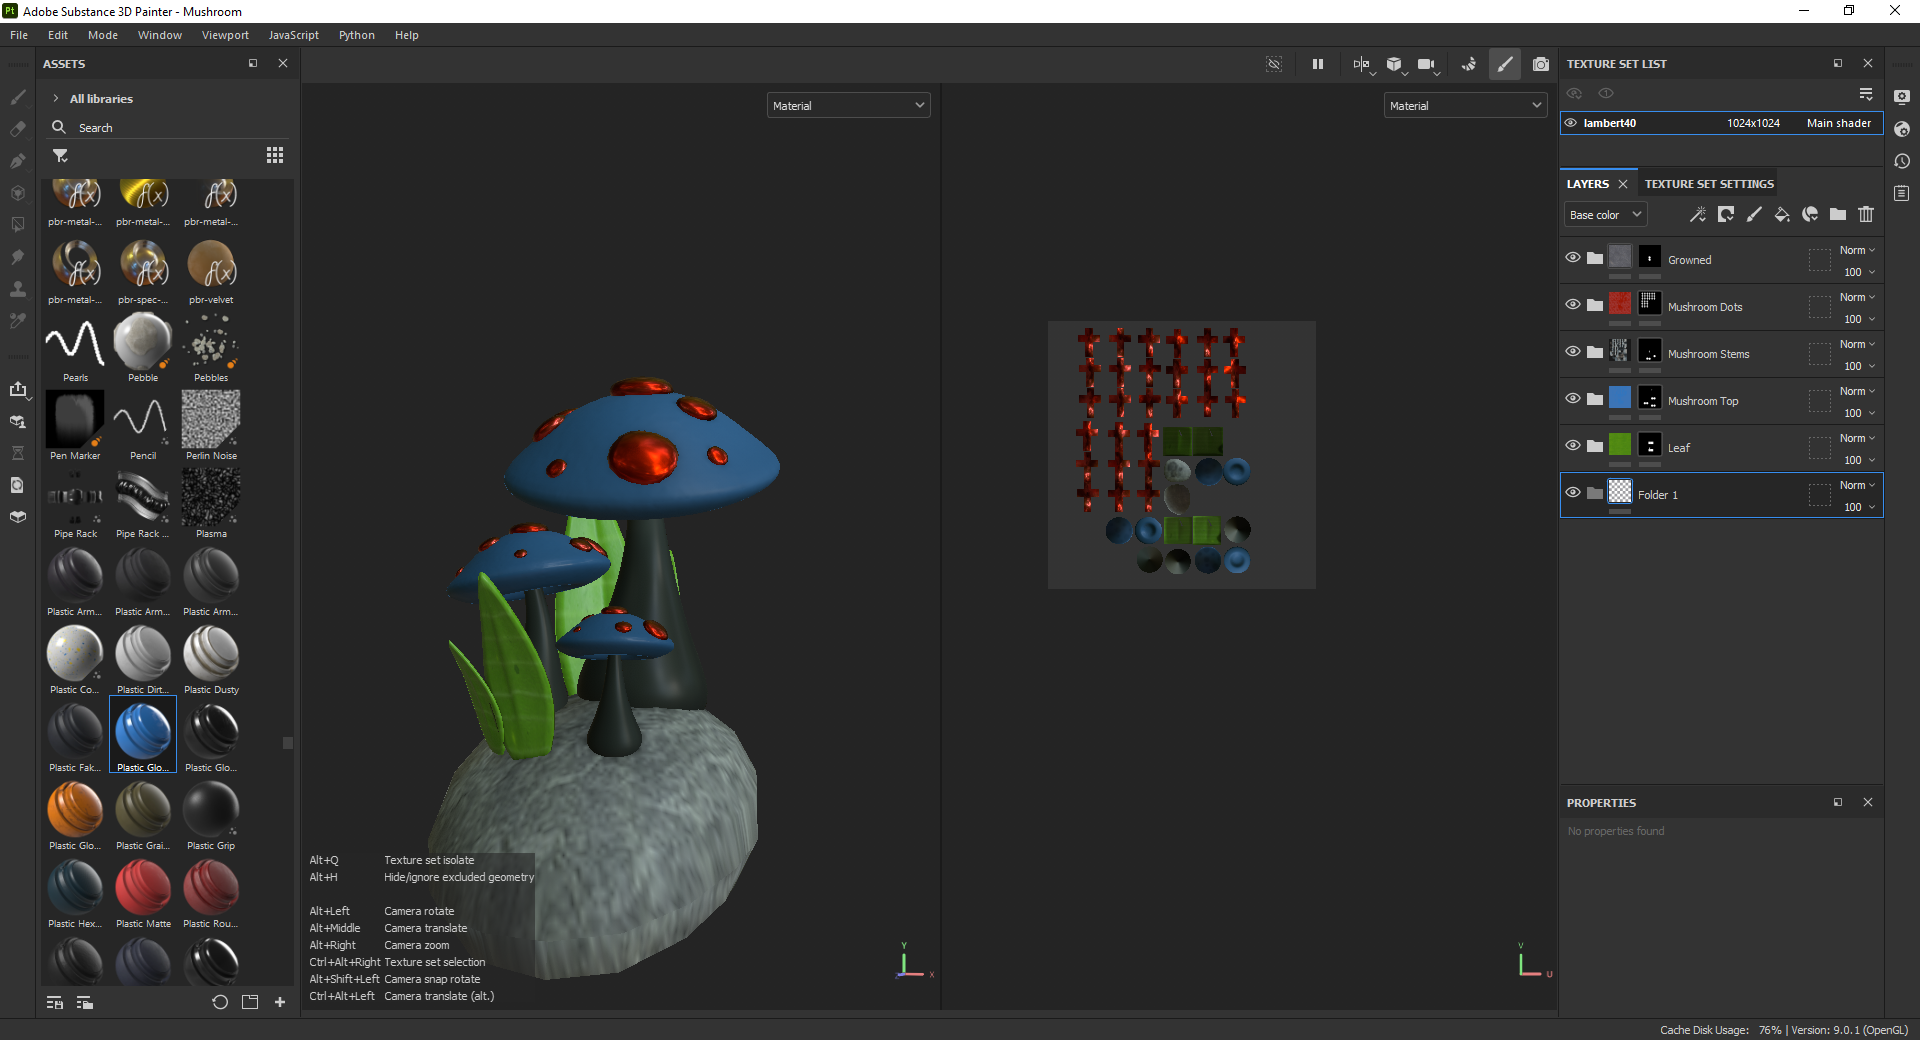 Pt Adobe Substance 3D Painter - Mushroom
File Edit Mode Window Viewport JavaScript Python Help
ASSETS
All libraries
Search
pbr-metal-... pbr-metal-... pbr-metal-...
pbr-metal-... pbr-spec-... pbr-velvet
Pearls Pebble Pebbles
Pen Marker Pencil Perlin Noise
Pipe Rack Pipe Rack ... Plasma
Plastic Arm... Plastic Arm... Plastic Arm...
Plastic Co... Plastic Dirt... Plastic Dusty
Plastic Fak... Plastic Glo... Plastic Glo...
Plastic Glo... Plastic Grai... Plastic Grip
Plastic Hex... Plastic Matte Plastic Rou...
Material
Material
Alt+Q Texture set isolate
Alt+H Hide/ignore excluded geometry
Alt+Left Camera rotate
Alt+Middle Camera translate
Alt+Right Camera zoom
Ctrl+Alt+Right Texture set selection
Alt+Shift+Left Camera snap rotate
Ctrl+Alt+Left Camera translate (alt.)
Y
X
V
U
TEXTURE SET LIST
lambert40 1024x1024 Main shader
LAYERS TEXTURE SET SETTINGS
Base color
Grouwned Norm 100
Mushroom Dots Norm 100
Mushroom Stems Norm 100
Mushroom Top Norm 100
Leaf Norm 100
Folder 1 Norm 100
PROPERTIES
No properties found
Cache Disk Usage: 76% | Version: 9.0.1 (OpenGL)